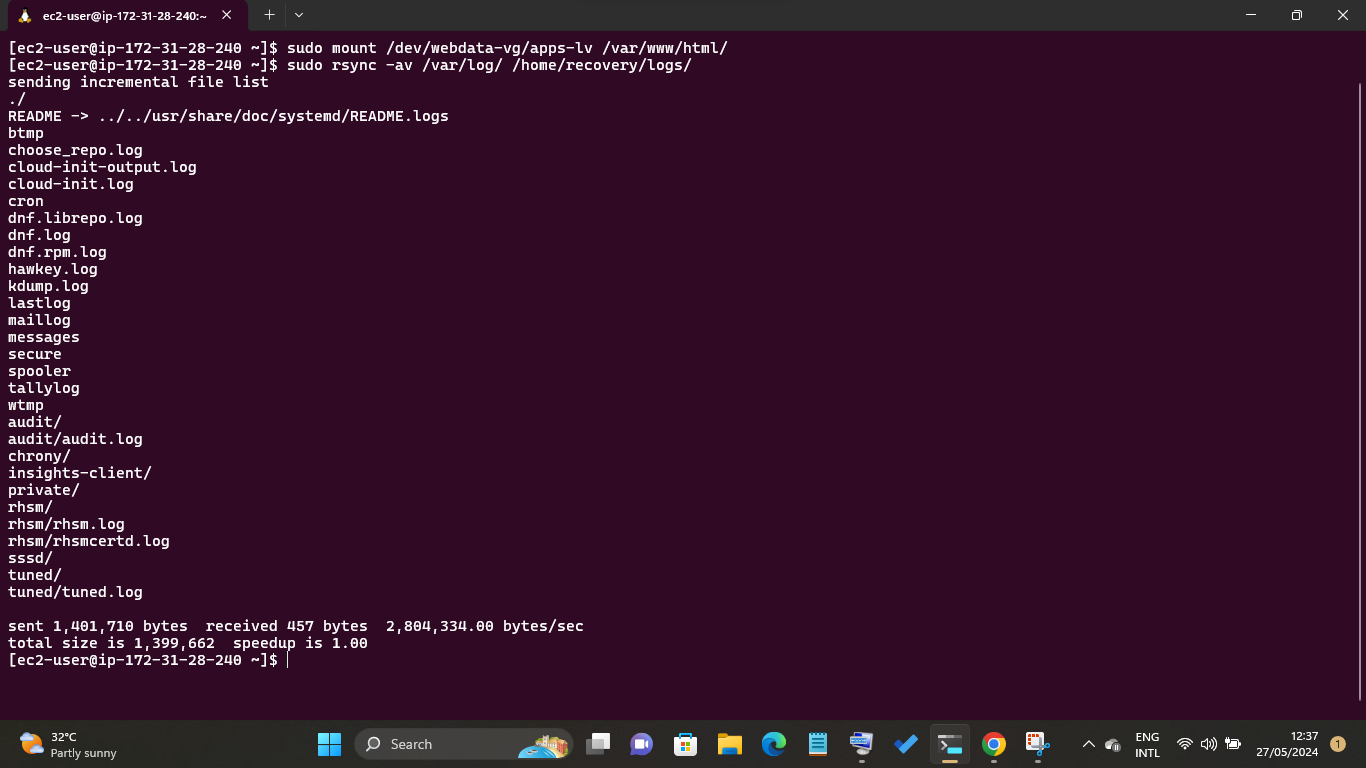 ec2-user@ip-172-31-28-240:~
[ec2-user@ip-172-31-28-240 ~]$ sudo mount /dev/webdata-vg/apps-lv /var/www/html/
[ec2-user@ip-172-31-28-240 ~]$ sudo rsync -av /var/log/ /home/recovery/logs/
sending incremental file list
./
README -> ../../usr/share/doc/systemd/README.logs
btmp
choose_repo.log
cloud-init-output.log
cloud-init.log
cron
dnf.librepo.log
dnf.log
dnf.rpm.log
hawkey.log
kdump.log
lastlog
maillog
messages
secure
spooler
tallylog
wtmp
audit/
audit/audit.log
chrony/
insights-client/
private/
rhsm/
rhsm/rhsm.log
rhsm/rhsmcertd.log
sssd/
tuned/
tuned/tuned.log
sent 1,401,710 bytes  received 457 bytes  2,804,334.00 bytes/sec
total size is 1,399,662  speedup is 1.00
[ec2-user@ip-172-31-28-240 ~]$
32°C
Partly sunny
Search
ENG
INTL
12:37
27/05/2024
1